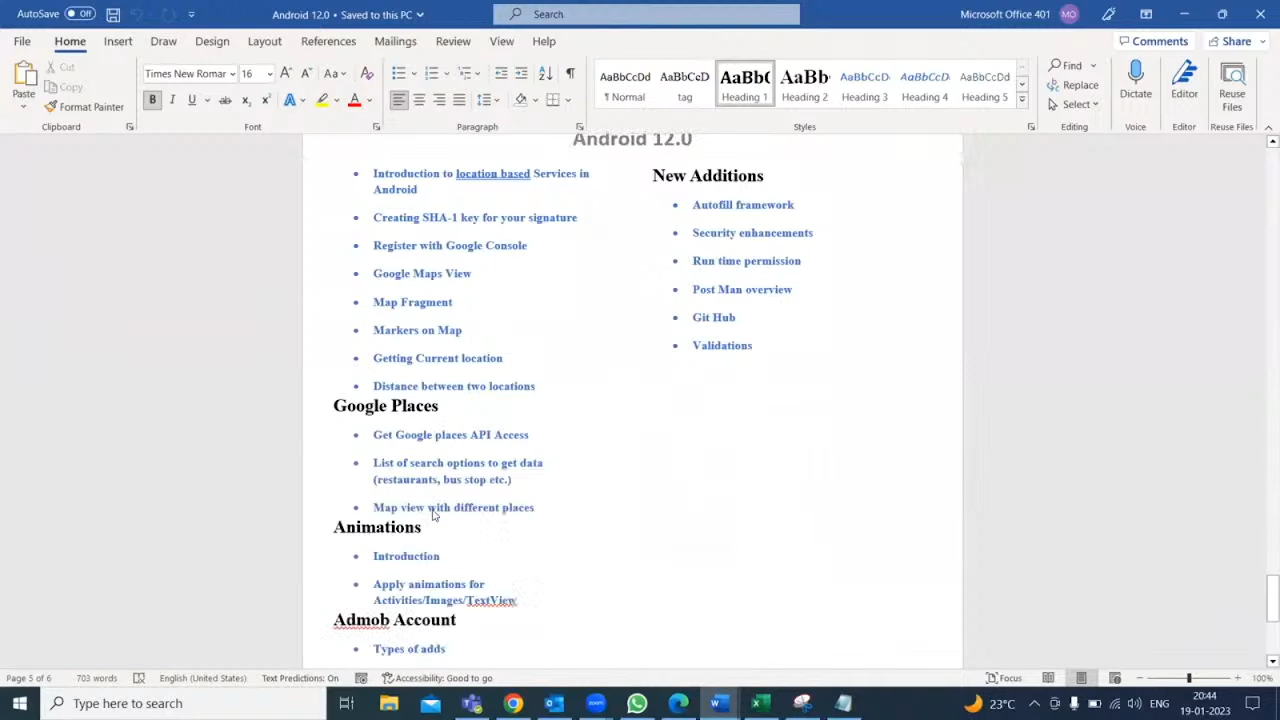 AutoSave Off Android 12.0 • Saved to this PC Search Microsoft Office 401 MO
File Home Insert Draw Design Layout References Mailings Review View Help Comments Share
Paste Cut Copy Format Painter
Times New Roman 16
AaBbCcDd AaBbCcD AaBbC AaBb AaBbCcD AaBbCcD AaBbCcDd
¶ Normal tag Heading 1 Heading 2 Heading 3 Heading 4 Heading 5
Find Replace Select
Dictate Editor Reuse Files
Clipboard Font Paragraph Styles Editing Voice Editor Reuse Files
Android 12.0
Introduction to location based Services in
Android
Creating SHA-1 key for your signature
Register with Google Console
Google Maps View
Map Fragment
Markers on Map
Getting Current location
Distance between two locations
Google Places
Get Google places API Access
List of search options to get data
(restaurants, bus stop etc.)
Map view with different places
Animations
Introduction
Apply animations for
Activities/Images/TextView
Admob Account
Types of adds
New Additions
Autofill framework
Security enhancements
Run time permission
Post Man overview
Git Hub
Validations
Page 5 of 6 703 words English (United States) Text Predictions: On Accessibility: Good to go Focus 100%
Type here to search 23°C ENG 20:44
19-01-2023